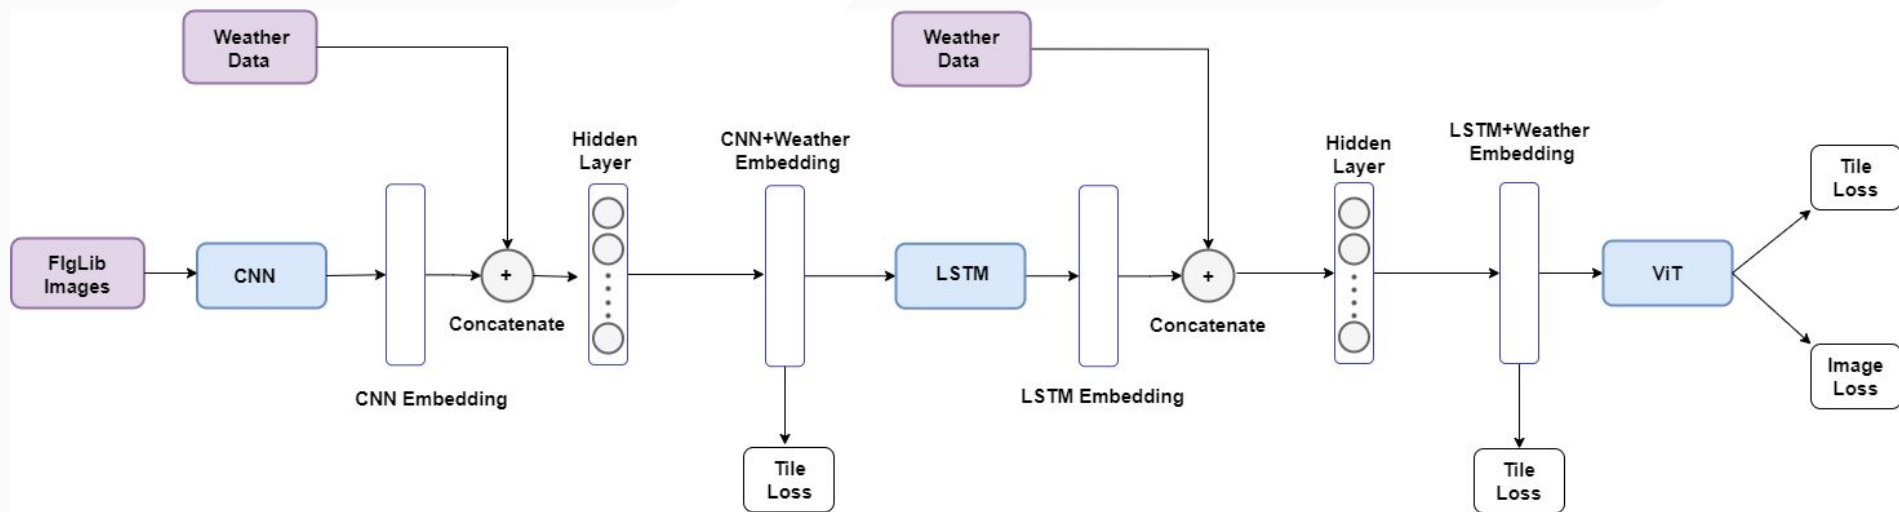 Weather
Data
Weather
Data
Hidden
Layer
CNN+Weather
Embedding
Hidden
Layer
LSTM+Weather
Embedding
Tile
Loss
FIgLib
Images
CNN
+
Concatenate
LSTM
+
Concatenate
ViT
Image
Loss
CNN Embedding
LSTM Embedding
Tile
Loss
Tile
Loss